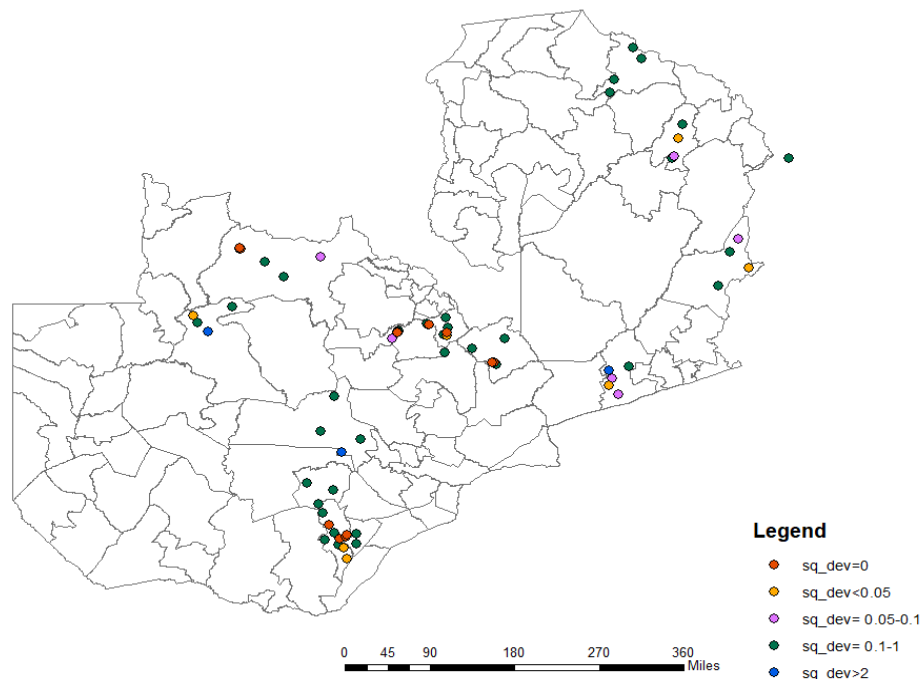 Legend
sq_dev=0
sq_dev<0.05
sq_dev= 0.05-0.1
sq_dev= 0.1-1
sq_dev>2
0 45 90 180 270 360
Miles